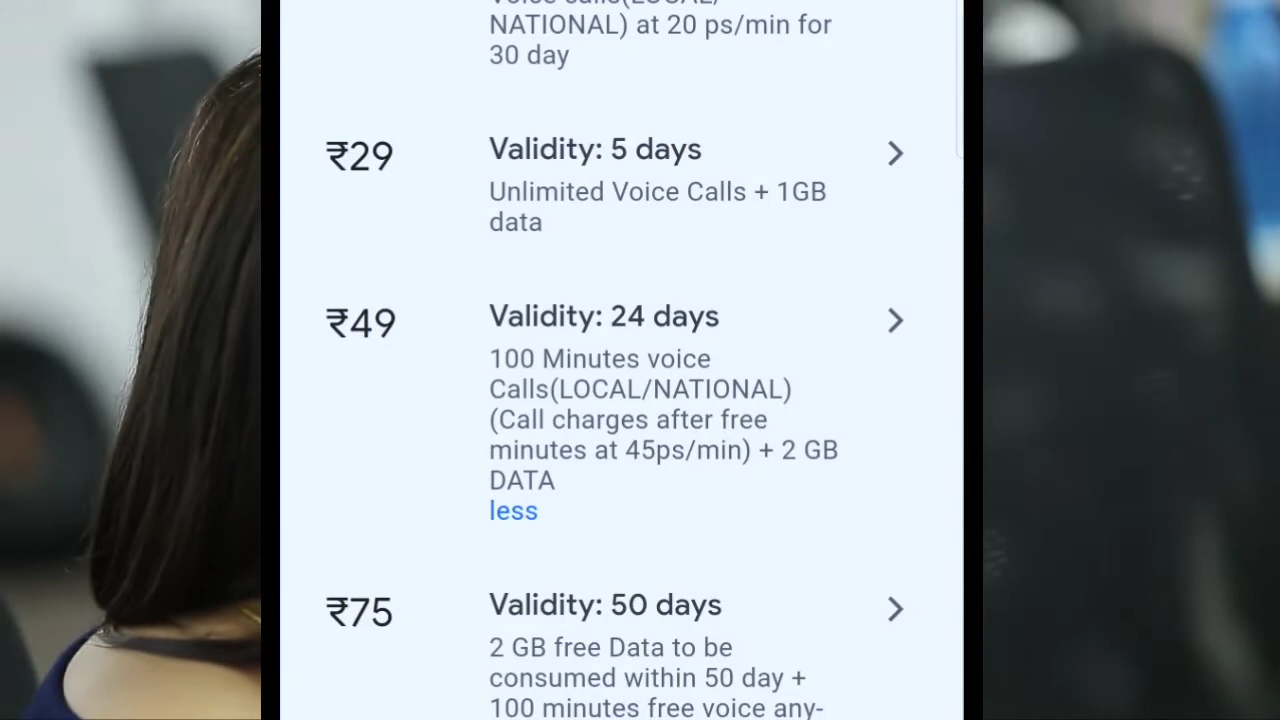 NATIONAL) at 20 ps/min for
30 day
₹29
Validity: 5 days
Unlimited Voice Calls + 1GB
data
₹49
Validity: 24 days
100 Minutes voice
Calls(LOCAL/NATIONAL)
(Call charges after free
minutes at 45ps/min) + 2 GB
DATA
less
₹75
Validity: 50 days
2 GB free Data to be
consumed within 50 day +
100 minutes free voice any-